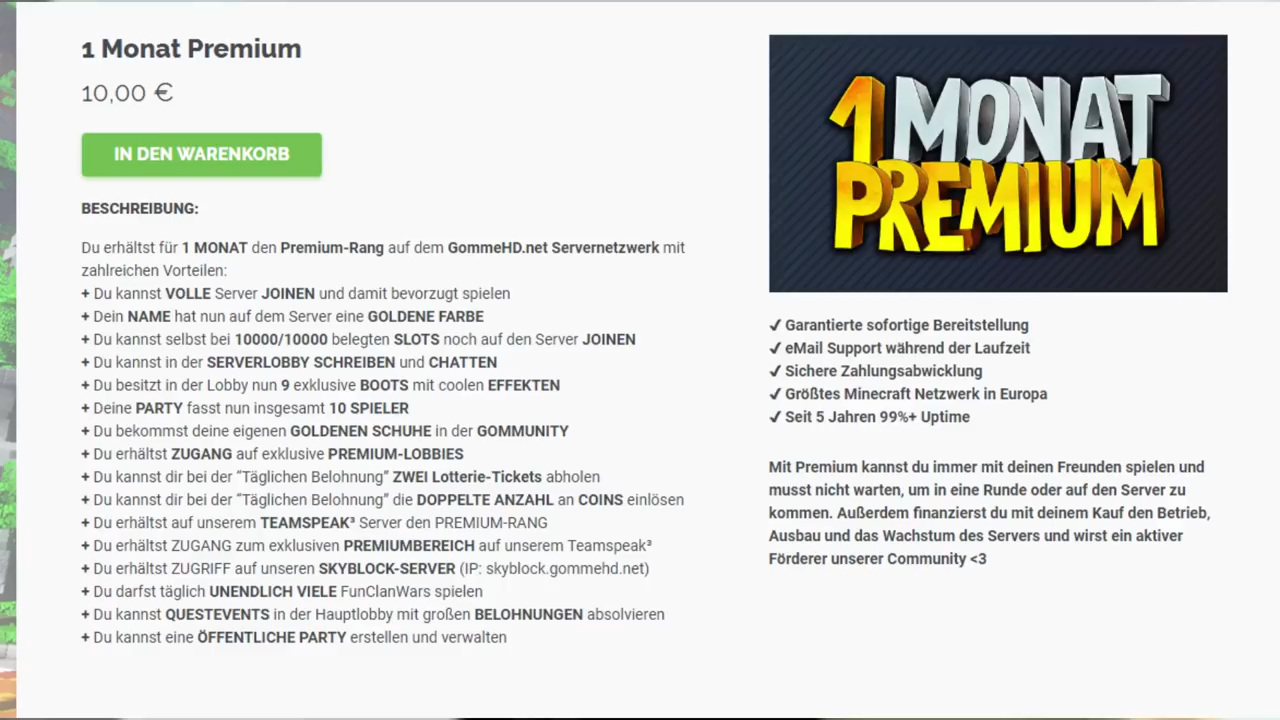 1 Monat Premium
10,00 €
IN DEN WARENKORB
BESCHREIBUNG:
Du erhältst für 1 MONAT den Premium-Rang auf dem GommeHD.net Servernetzwerk mit
zahlreichen Vorteilen:
+ Du kannst VOLLE Server JOINEN und damit bevorzugt spielen
+ Dein NAME hat nun auf dem Server eine GOLDENE FARBE
+ Du kannst selbst bei 10000/10000 belegten SLOTS noch auf den Server JOINEN
+ Du kannst in der SERVERLOBBY SCHREIBEN und CHATTEN
+ Du besitzt in der Lobby nun 9 exklusive BOOTS mit coolen EFFEKTEN
+ Deine PARTY fasst nun insgesamt 10 SPIELER
+ Du bekommst deine eigenen GOLDENEN SCHUHE in der GOMMUNITY
+ Du erhältst ZUGANG auf exklusive PREMIUM-LOBBIES
+ Du kannst dir bei der “Täglichen Belohnung” ZWEI Lotterie-Tickets abholen
+ Du kannst dir bei der “Täglichen Belohnung” die DOPPELTE ANZAHL an COINS einlösen
+ Du erhältst auf unserem TEAMSPEAK³ Server den PREMIUM-RANG
+ Du erhältst ZUGANG zum exklusiven PREMIUMBEREICH auf unserem Teamspeak³
+ Du erhältst ZUGRIFF auf unseren SKYBLOCK-SERVER (IP: skyblock.gommehd.net)
+ Du darfst täglich UNENDLICH VIELE FunClanWars spielen
+ Du kannst QUESTEVENTS in der Hauptlobby mit großen BELOHNUNGEN absolvieren
+ Du kannst eine ÖFFENTLICHE PARTY erstellen und verwalten
1 MONAT
PREMIUM
✓ Garantierte sofortige Bereitstellung
✓ eMail Support während der Laufzeit
✓ Sichere Zahlungsabwicklung
✓ Größtes Minecraft Netzwerk in Europa
✓ Seit 5 Jahren 99%+ Uptime
Mit Premium kannst du immer mit deinen Freunden spielen und
musst nicht warten, um in eine Runde oder auf den Server zu
kommen. Außerdem finanzierst du mit deinem Kauf den Betrieb,
Ausbau und das Wachstum des Servers und wirst ein aktiver
Förderer unserer Community <3